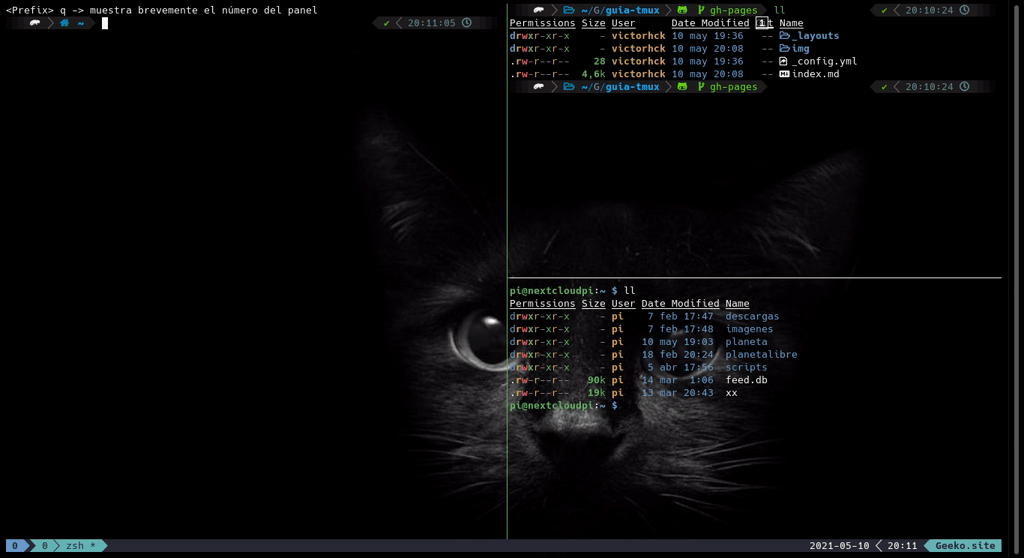 <Prefix> q -> muestra brevemente el número del panel
~ ✔ 20:11:05
~/G/guia-tmux gh-pages ll ✔ 20:10:24
Permissions Size User Date Modified Name
drwxr-xr-x - victorhck 10 may 19:36 -- _layouts
drwxr-xr-x - victorhck 10 may 20:08 -- img
.rw-r--r-- 28 victorhck 10 may 19:36 -- _config.yml
.rw-r--r-- 4,6k victorhck 10 may 20:08 -- index.md
~/G/guia-tmux gh-pages ✔ 20:10:24
pi@nextcloudpi:~ $ ll
Permissions Size User Date Modified Name
drwxr-xr-x - pi 7 feb 17:47 descargas
drwxr-xr-x - pi 7 feb 17:48 imagenes
drwxr-xr-x - pi 10 may 19:03 planeta
drwxr-xr-x - pi 18 feb 20:24 planetalibre
drwxr-xr-x - pi 5 abr 17:56 scripts
.rw-r--r-- 90k pi 14 mar 1:06 feed.db
.rw-r--r-- 19k pi 13 mar 20:43 xx
pi@nextcloudpi:~ $
0 0 zsh * 2021-05-10 20:11 Geeko.site